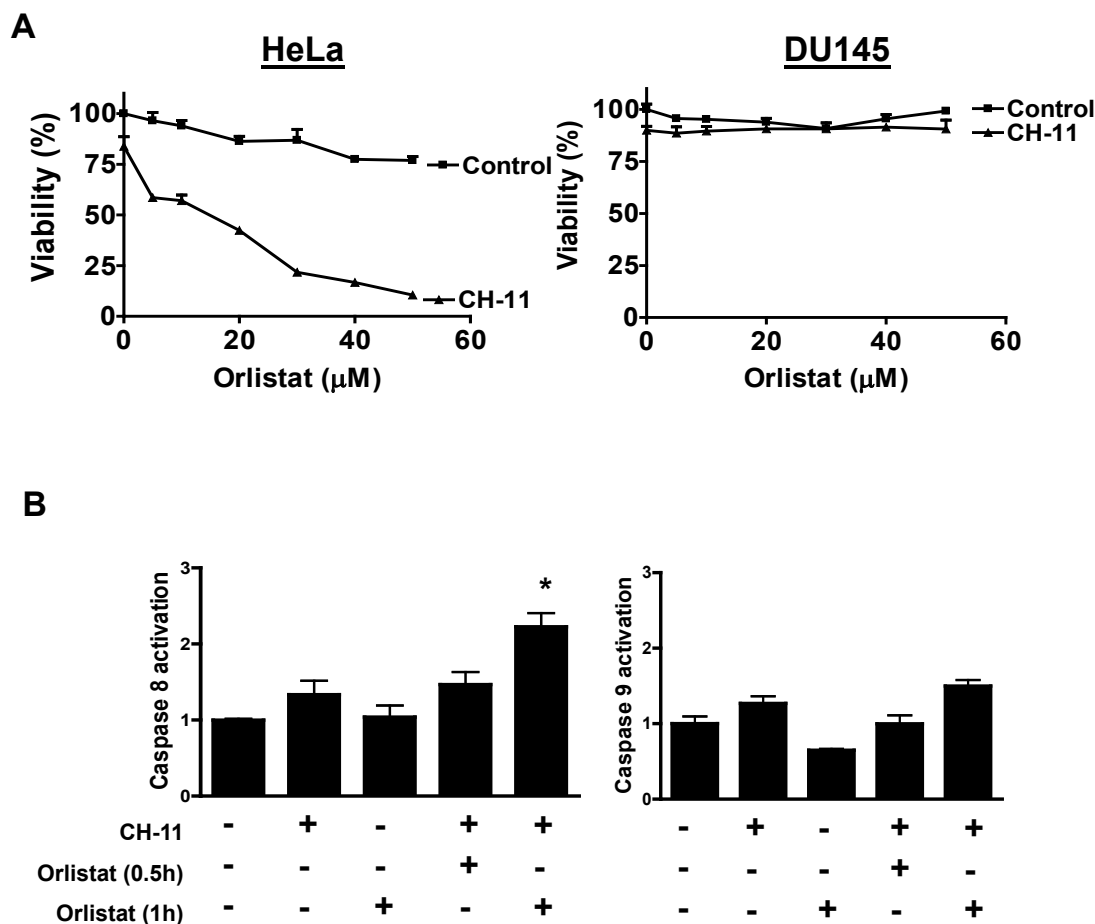 A
HeLa
DU145
Viability (%)
100
75
50
25
0
0 20 40 60
Orlistat (μM)
Control
CH-11
Viability (%)
100
75
50
25
0
0 20 40 60
Orlistat (μM)
Control
CH-11
B
Caspase 8 activation
3
2
1
0
*
Caspase 9 activation
3
2
1
0
CH-11 - + - + + - + - + +
Orlistat (0.5h) - - - + - - - - + -
Orlistat (1h) - - + - + - - + - +